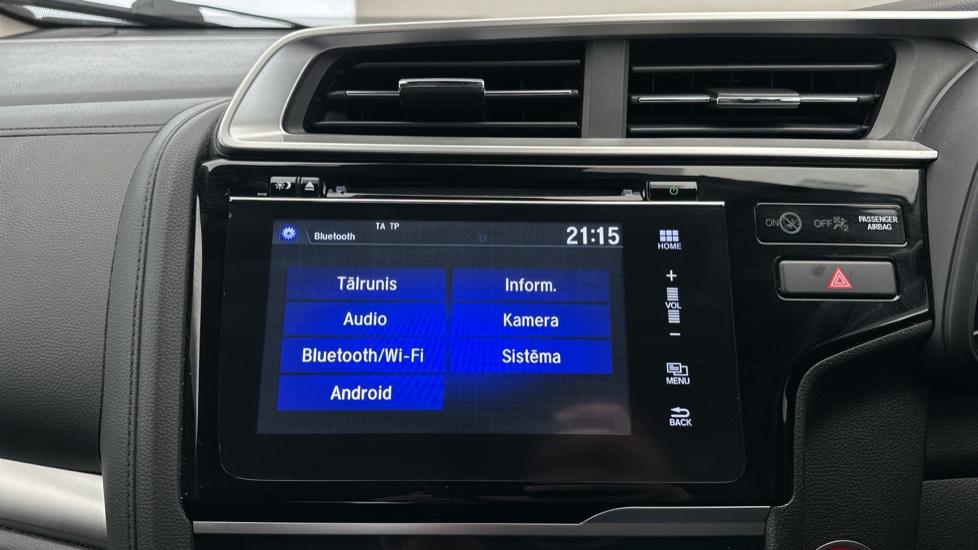 Bluetooth
TA TP
21:15
Tālrunis
Inform.
Audio
Kamera
Bluetooth/Wi-Fi
Sistēma
Android
HOME
+
VOL
−
MENU
BACK
ON
OFF
2
PASSENGER
AIRBAG